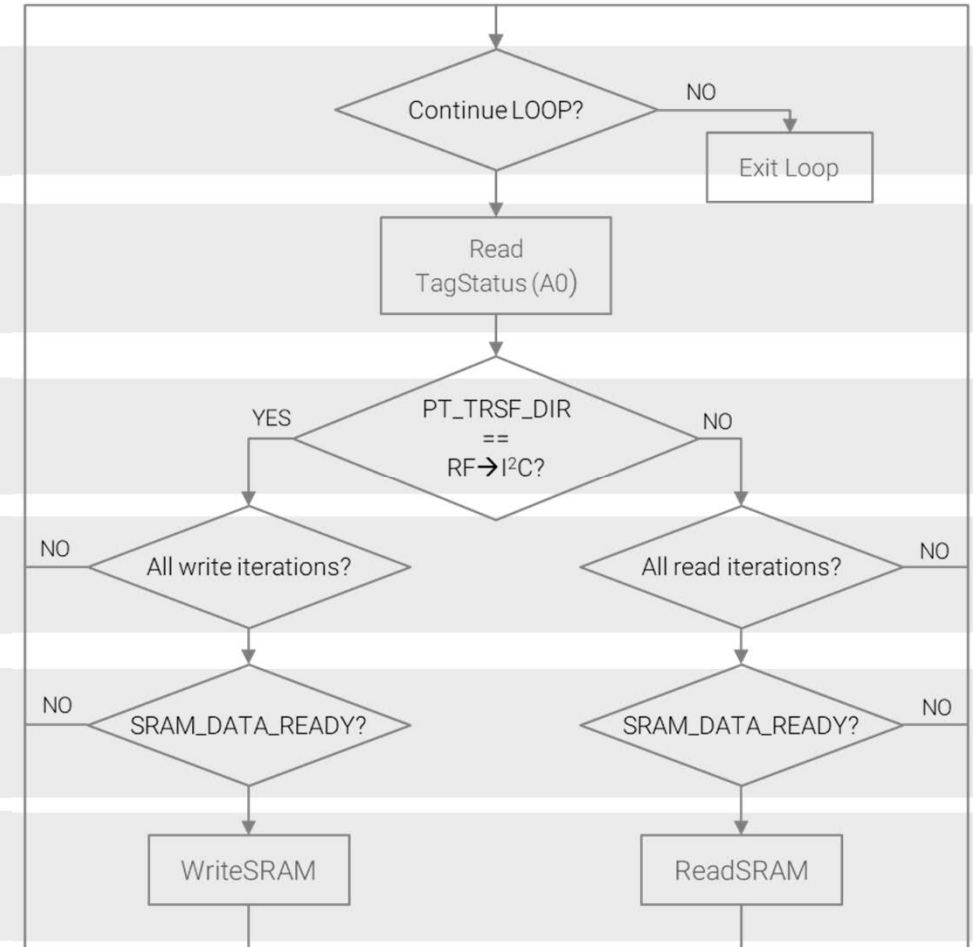 Continue LOOP?
NO
Exit Loop
Read
TagStatus (A0)
PT_TRSF_DIR
==
RF→I²C?
YES
NO
NO
All write iterations?
All read iterations?
NO
NO
SRAM_DATA_READY?
SRAM_DATA_READY?
NO
WriteSRAM
ReadSRAM